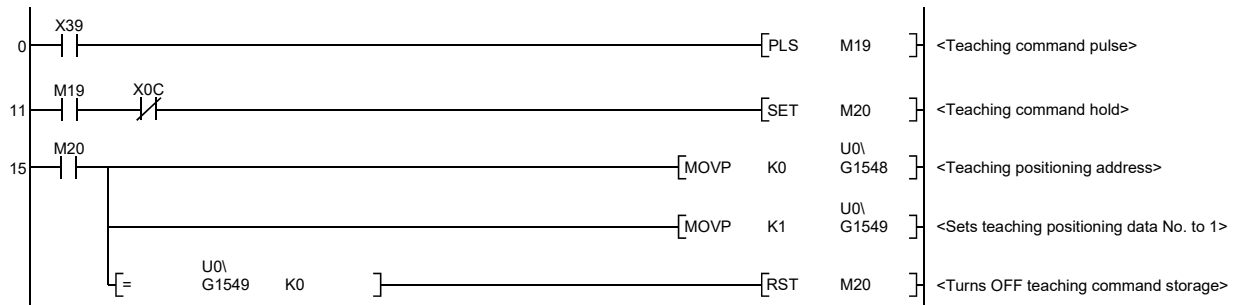 X39
0 [PLS M19 ] <Teaching command pulse>
M19 X0C
11 [SET M20 ] <Teaching command hold>
M20 U0\
15 [MOVP K0 G1548 ] <Teaching positioning address>
U0\
[MOVP K1 G1549 ] <Sets teaching positioning data No. to 1>
U0\
[= G1549 K0 ] [RST M20 ] <Turns OFF teaching command storage>